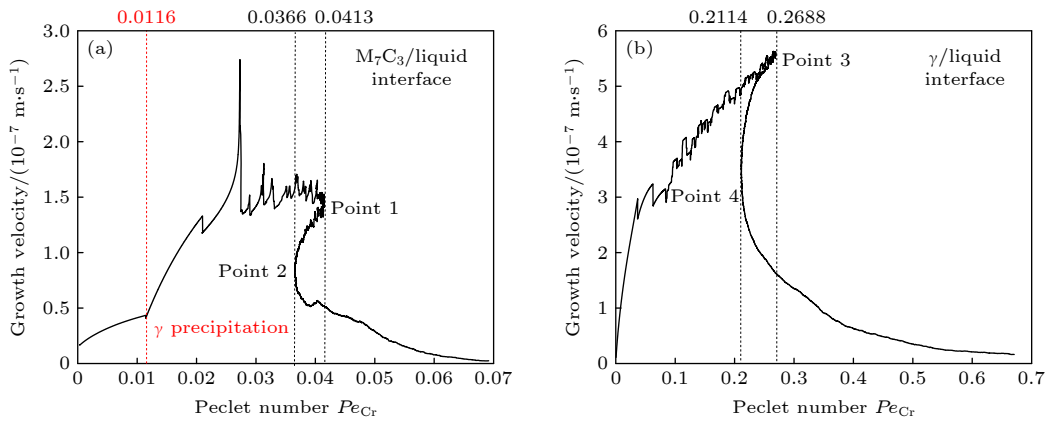 0.0116
0.0366
0.0413
(a)
M₇C₃/liquid
interface
Point 1
Point 2
γ precipitation
3.0
2.5
2.0
1.5
1.0
0.5
0
0
0.01
0.02
0.03
0.04
0.05
0.06
0.07
Growth velocity/(10⁻⁷ m·s⁻¹)
Peclet number Pe_Cr
0.2114
0.2688
(b)
Point 3
γ/liquid
interface
Point 4
6
5
4
3
2
1
0
0
0.1
0.2
0.3
0.4
0.5
0.6
0.7
Growth velocity/(10⁻⁷ m·s⁻¹)
Peclet number Pe_Cr